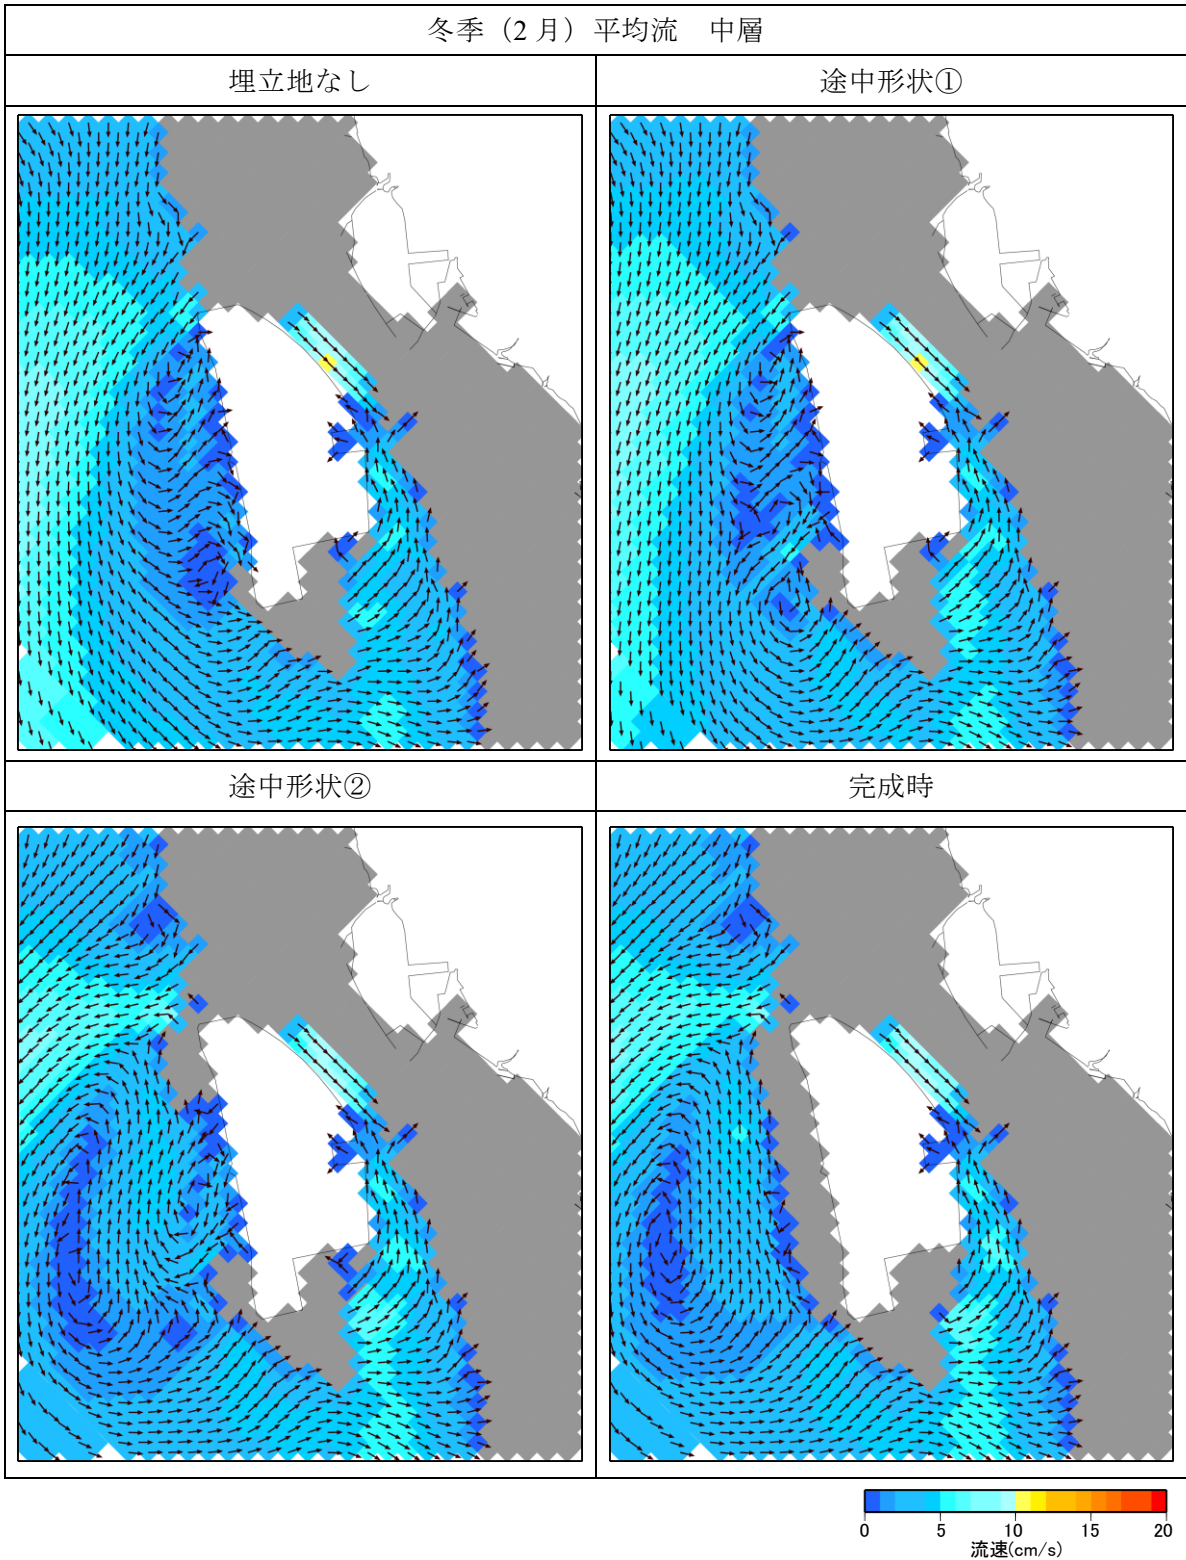 冬季（2 月）平均流　中層
埋立地なし
途中形状①
途中形状②
完成時
0 5 10 15 20
流速(cm/s)